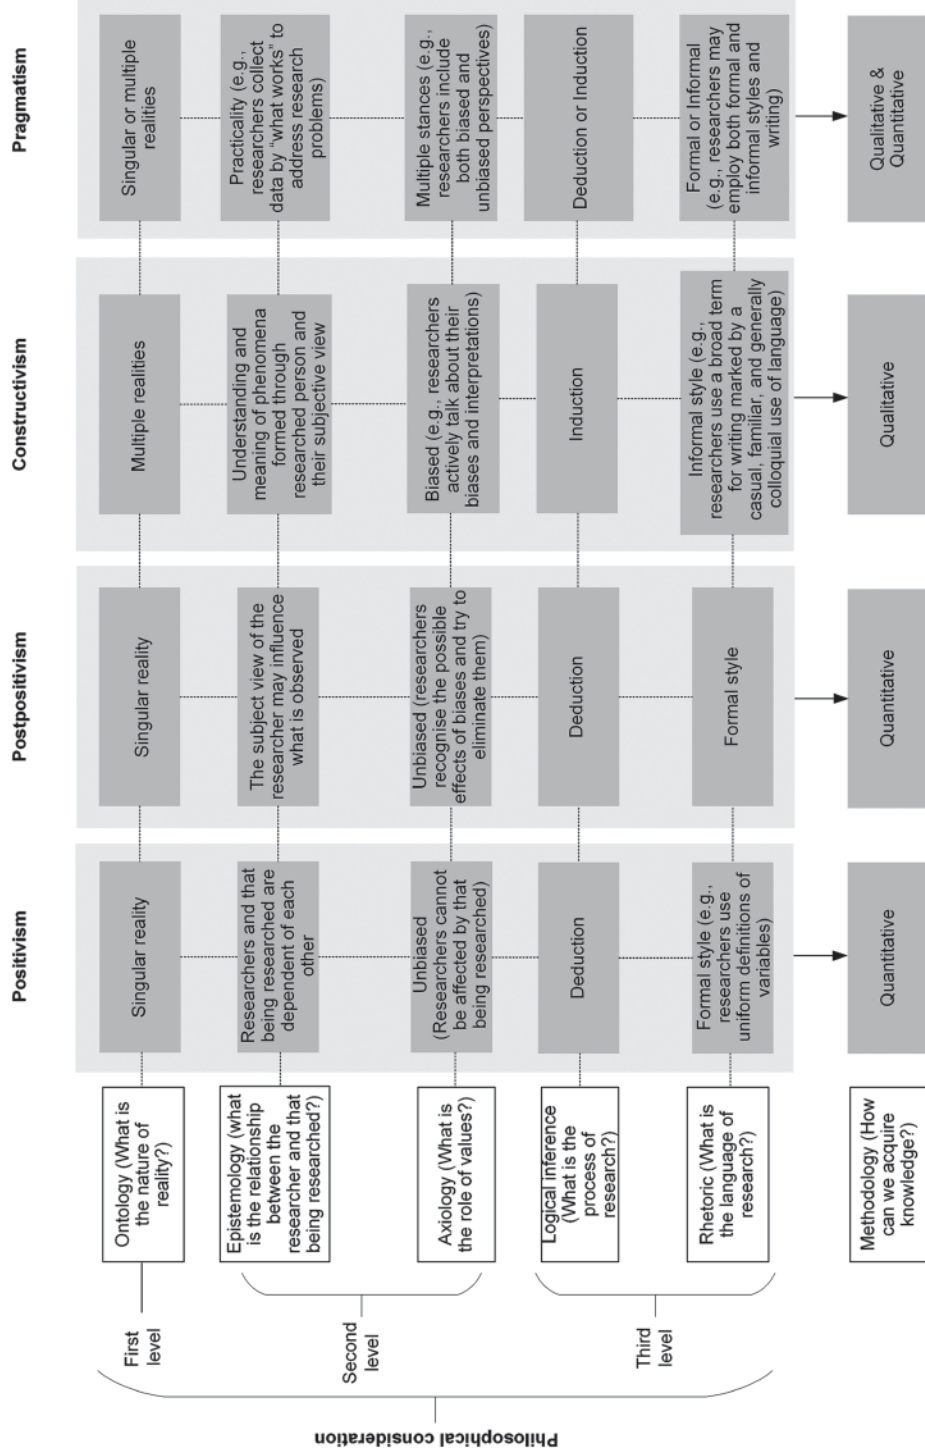 Positivism
Postpositivism
Constructivism
Pragmatism
Philosophical consideration
First
level
Ontology (What is
the nature of
reality?)
Singular reality
Singular reality
Multiple realities
Singular or multiple
realities
Second
level
Epistemology (what
is the relationship
between the
researcher and that
being researched?)
Researchers and that
being researched are
dependent of each
other
The subject view of the
researcher may influence
what is observed
Understanding and
meaning of phenomena
formed through
researched person and
their subjective view
Practicality (e.g.,
researchers collect
data by "what works" to
address research
problems)
Axiology (What is
the role of values?)
Unbiased
(Researchers cannot
be affected by that
being researched)
Unbiased (researchers
recognise the possible
effects of biases and try to
eliminate them)
Biased (e.g., researchers
actively talk about their
biases and interpretations)
Multiple stances (e.g.,
researchers include
both biased and
unbiased perspectives)
Third
level
Logical inference
(What is the
process of
research?)
Deduction
Deduction
Induction
Deduction or Induction
Rhetoric (What is
the language of
research?)
Formal style (e.g.,
researchers use
uniform definitions of
variables)
Formal style
Informal style (e.g.,
researchers use a broad term
for writing marked by a
casual, familiar, and generally
colloquial use of language)
Formal or Informal
(e.g., researchers may
employ both formal and
informal styles and
writing)
Methodology (How
can we acquire
knowledge?)
Quantitative
Quantitative
Qualitative
Qualitative &
Quantitative